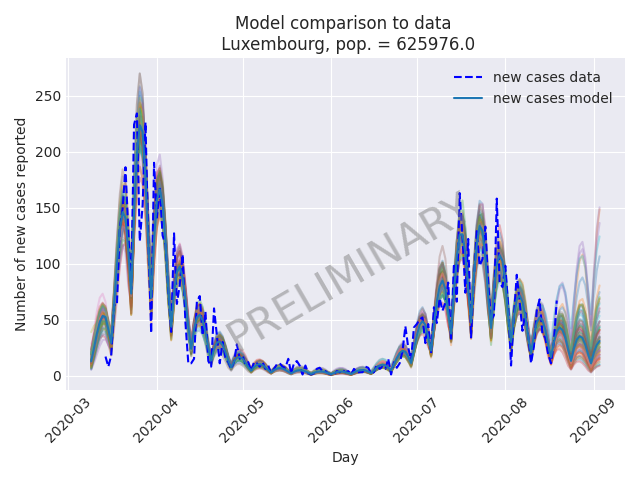 Model comparison to data
Luxembourg, pop. = 625976.0
new cases data
new cases model
PRELIMINARY
Number of new cases reported
250
200
150
100
50
0
2020-03
2020-04
2020-05
2020-06
2020-07
2020-08
2020-09
Day